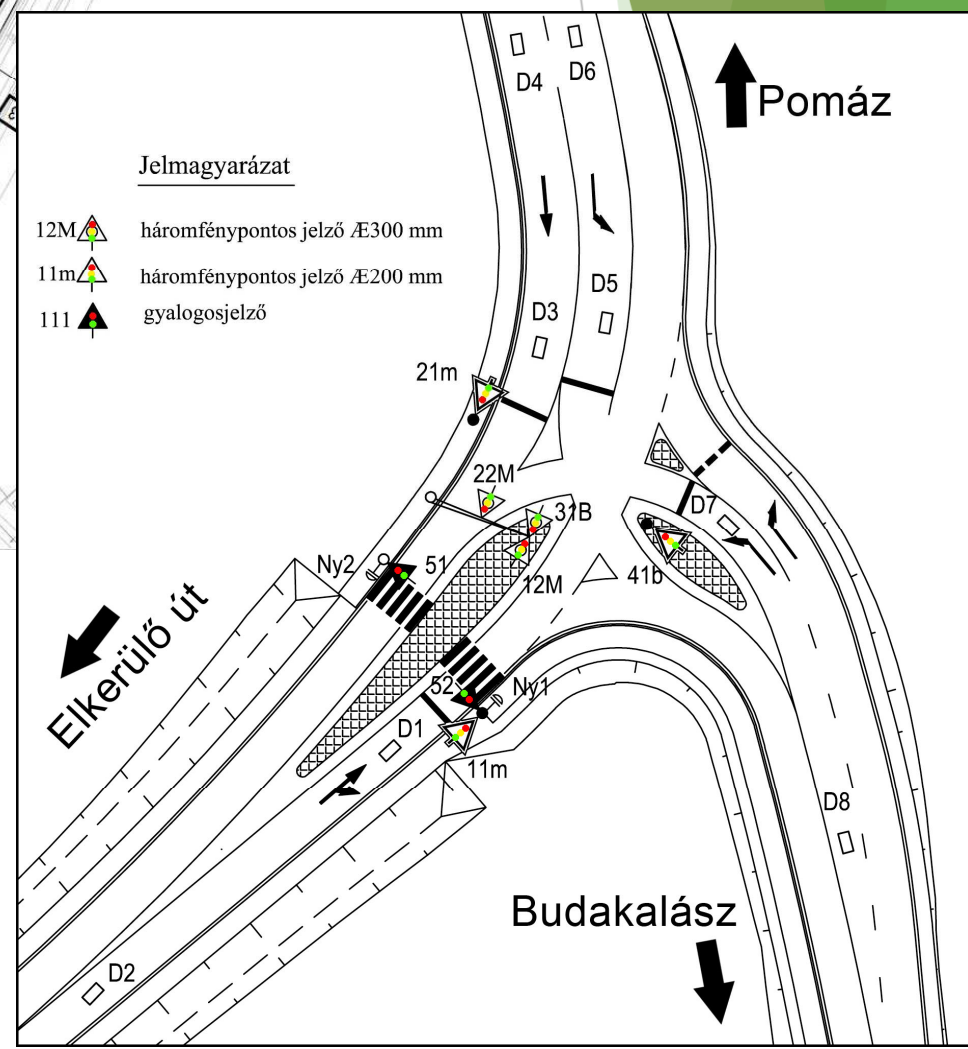 D4
D6
Pomáz
Jelmagyarázat
12M
háromfénypontos jelző Æ300 mm
11m
háromfénypontos jelző Æ200 mm
111
gyalogosjelző
D5
D3
21m
22M
31B
D7
Ny2
51
12M
41b
Elkerülő út
52
Ny1
D1
11m
D8
Budakalász
D2